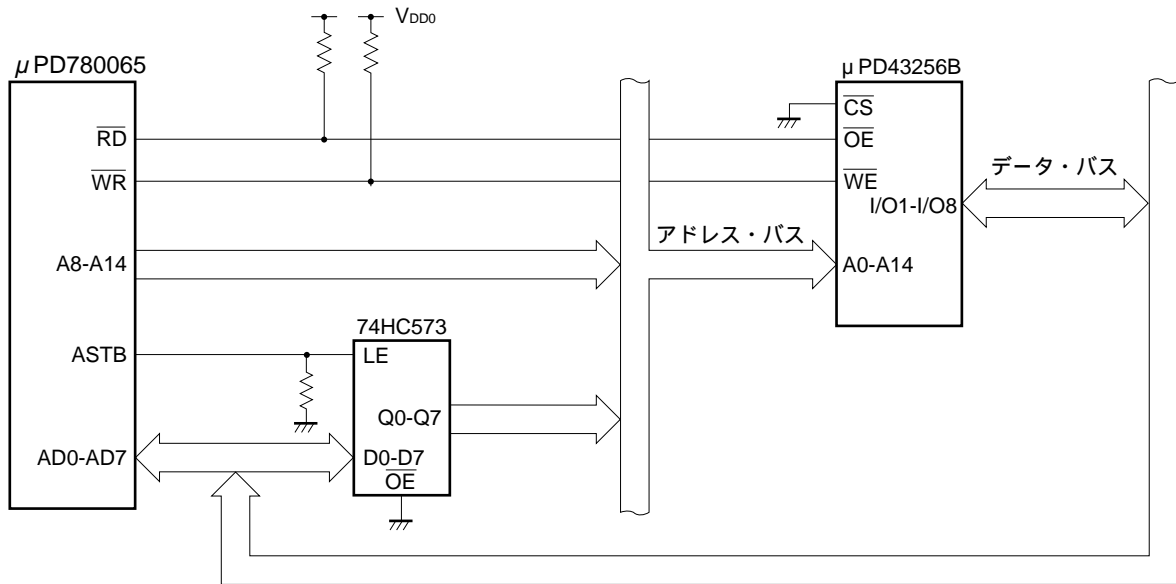 VDD0
μPD780065
μPD43256B
CS
RD
OE
WR
WE
データ・バス
I/O1-I/O8
アドレス・バス
A8-A14
A0-A14
74HC573
ASTB
LE
Q0-Q7
AD0-AD7
D0-D7
OE